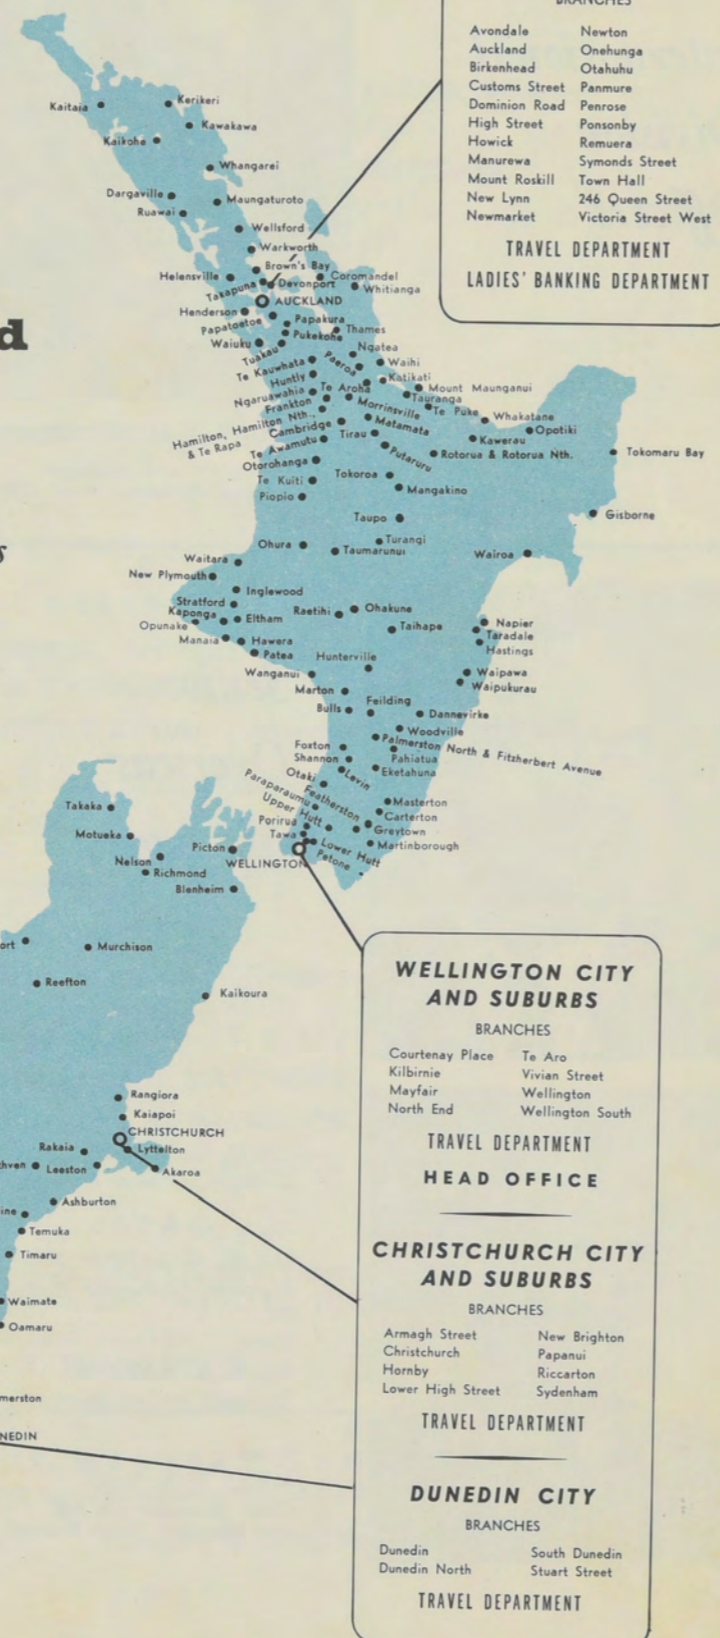 BRANCHES
Avondale Newton
Auckland Onehunga
Birkenhead Otahuhu
Customs Street Panmure
Dominion Road Penrose
High Street Ponsonby
Howick Remuera
Manurewa Symonds Street
Mount Roskill Town Hall
New Lynn 246 Queen Street
Newmarket Victoria Street West
TRAVEL DEPARTMENT
LADIES' BANKING DEPARTMENT
Kaitaia
Kerikeri
Kawakawa
Kaikohe
Whangarei
Dargaville
Maungaturoto
Ruawai
Wellsford
Warkworth
Brown's Bay
Helensville
Takapuna
Devonport
Coromandel
Whitianga
AUCKLAND
Henderson
Papatoetoe
Papakura
Thames
Waiuku
Pukekohe
Tuakau
Ngatea
d
Te Kauwhata
Paeroa
Waihi
Huntly
Katikati
Ngaruawahia
Te Aroha
Mount Maunganui
Frankton
Morrinsville
Tauranga
Te Puke
Whakatane
Hamilton, Hamilton Nth.,
& Te Rapa
Cambridge
Matamata
Opotiki
Te Awamutu
Tirau
Kawerau
Otorohanga
Putaruru
Rotorua & Rotorua Nth.
Tokomaru Bay
Te Kuiti
Tokoroa
Piopio
Mangakino
Taupo
Gisborne
Ohura
Turangi
Taumarunui
Wairoa
s
Waitara
New Plymouth
Inglewood
Stratford
Kaponga
Eltham
Raetihi
Ohakune
Opunake
Taihape
Napier
Taradale
Manaia
Hawera
Hastings
Patea
Hunterville
Wanganui
Waipawa
Waipukurau
Marton
Bulls
Feilding
Dannevirke
Woodville
Palmerston North & Fitzherbert Avenue
Foxton
Shannon
Pahiatua
Levin
Eketahuna
Otaki
Paraparaumu
Featherston
Masterton
Upper Hutt
Carterton
Porirua
Greytown
Tawa
Lower Hutt
Martinborough
WELLINGTON
Petone
Takaka
Motueka
Picton
Nelson
Richmond
Blenheim
ort
Murchison
Reefton
Kaikoura
Rangiora
Kaiapoi
CHRISTCHURCH
Rakaia
Lyttelton
hven
Leeston
Akaroa
Ashburton
ine
Temuka
Timaru
Waimate
Oamaru
merston
NEDIN
WELLINGTON CITY
AND SUBURBS
BRANCHES
Courtenay Place Te Aro
Kilbirnie Vivian Street
Mayfair Wellington
North End Wellington South
TRAVEL DEPARTMENT
HEAD OFFICE
CHRISTCHURCH CITY
AND SUBURBS
BRANCHES
Armagh Street New Brighton
Christchurch Papanui
Hornby Riccarton
Lower High Street Sydenham
TRAVEL DEPARTMENT
DUNEDIN CITY
BRANCHES
Dunedin South Dunedin
Dunedin North Stuart Street
TRAVEL DEPARTMENT